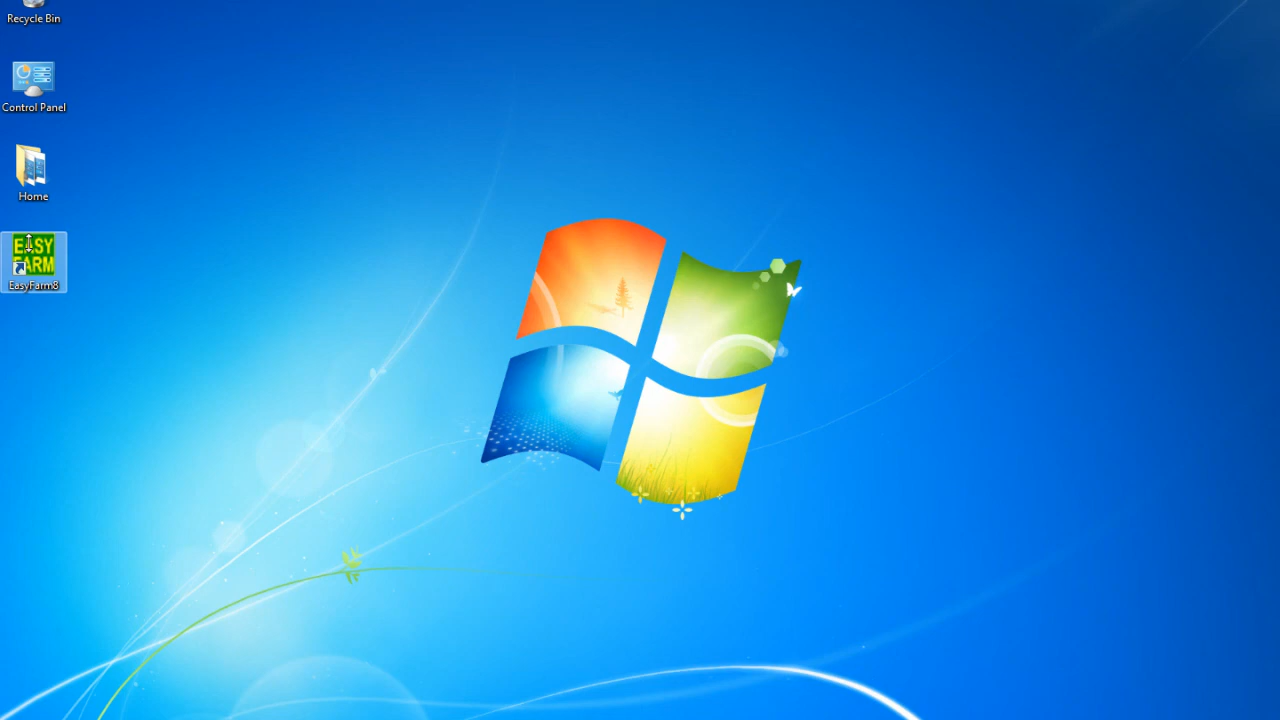 Recycle Bin
Control Panel
Home
EASY
FARM
EasyFarm8